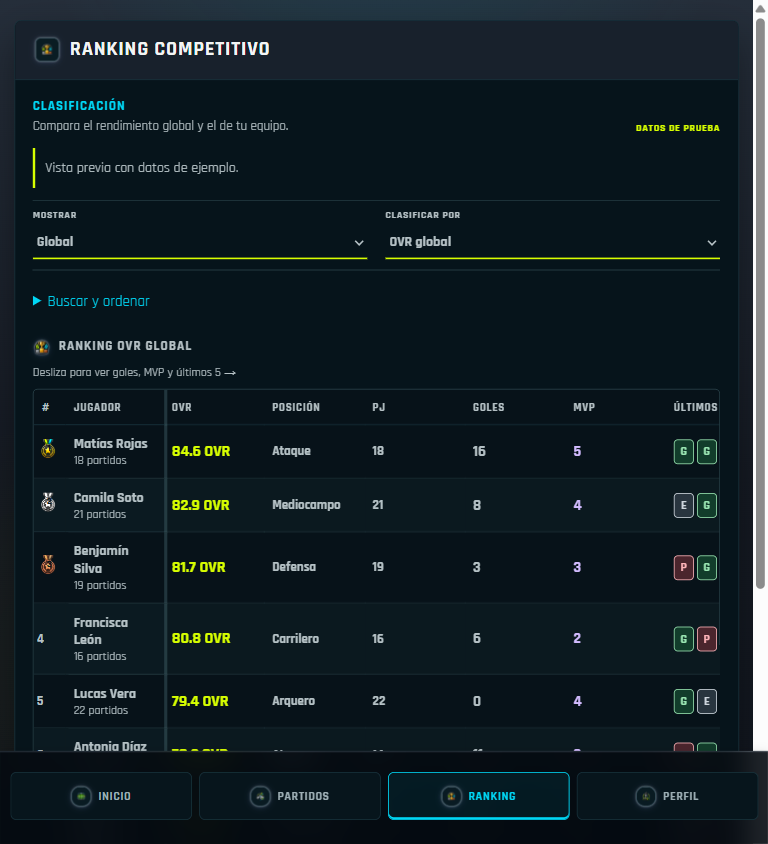 RANKING COMPETITIVO
CLASIFICACIÓN
Compara el rendimiento global y el de tu equipo.
DATOS DE PRUEBA
Vista previa con datos de ejemplo.
MOSTRAR
CLASIFICAR POR
Global
OVR global
Buscar y ordenar
RANKING OVR GLOBAL
Desliza para ver goles, MVP y últimos 5 →
# JUGADOR OVR POSICIÓN PJ GOLES MVP ÚLTIMOS
Matías Rojas 84.6 OVR Ataque 18 16 5 G G
18 partidos
Camila Soto 82.9 OVR Mediocampo 21 8 4 E G
21 partidos
Benjamín
Silva 81.7 OVR Defensa 19 3 3 P G
19 partidos
Francisca
León
4 80.8 OVR Carrilero 16 6 2 G P
16 partidos
5 Lucas Vera 79.4 OVR Arquero 22 0 4 G E
22 partidos
Antonia Díaz
INICIO PARTIDOS RANKING PERFIL